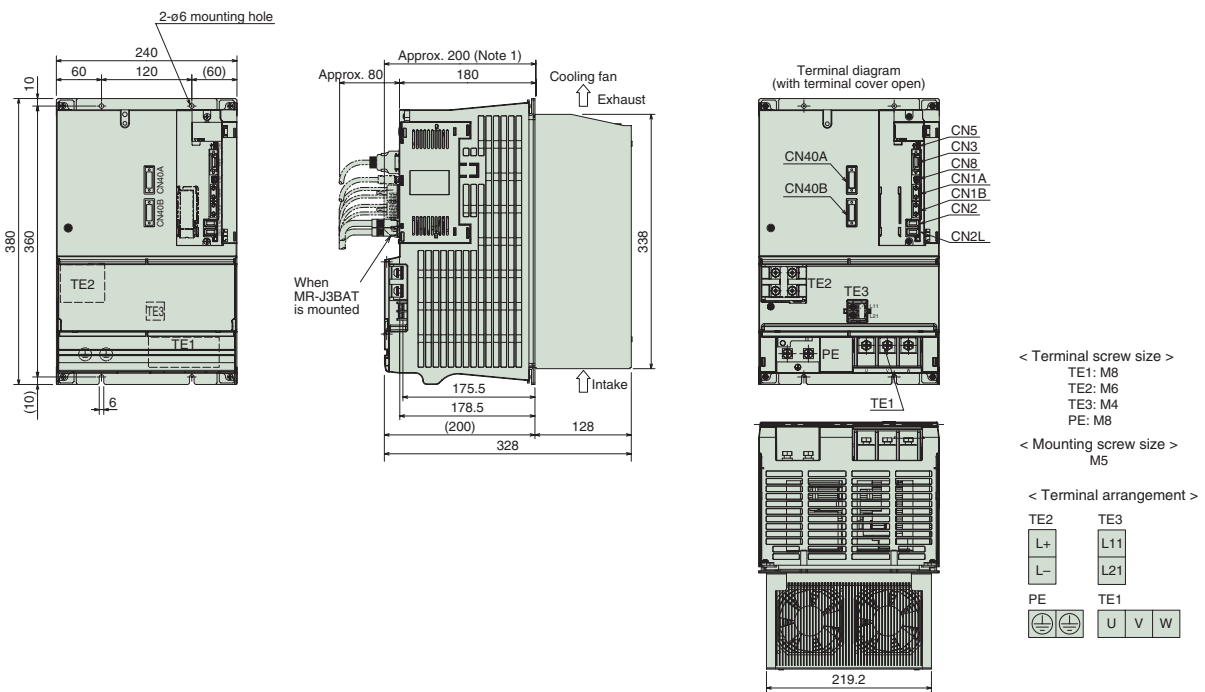 2-ø6 mounting hole
240
60
120
(60)
10
380
360
(10)
6
CN40A
CN40B
TE2
TE3
TE1
Approx. 200 (Note 1)
Approx. 80
180
Cooling fan
Exhaust
338
When
MR-J3BAT
is mounted
Intake
175.5
178.5
(200)
128
328
Terminal diagram
(with terminal cover open)
CN5
CN3
CN8
CN1A
CN1B
CN2
CN2L
CN40A
CN40B
TE2
TE3
L11
L21
PE
TE1
219.2
< Terminal screw size >
TE1: M8
TE2: M6
TE3: M4
PE: M8
< Mounting screw size >
M5
< Terminal arrangement >
TE2 TE3
L+ L11
L− L21
PE TE1
U V W